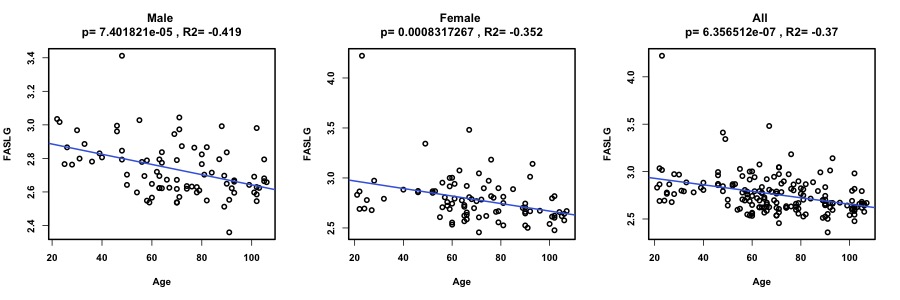 Male
p= 7.401821e-05 , R2= -0.419
FASLG
3.4
3.2
3.0
2.8
2.6
2.4
20 40 60 80 100
Age
Female
p= 0.0008317267 , R2= -0.352
FASLG
4.0
3.5
3.0
2.5
20 40 60 80 100
Age
All
p= 6.356512e-07 , R2= -0.37
FASLG
4.0
3.5
3.0
2.5
20 40 60 80 100
Age